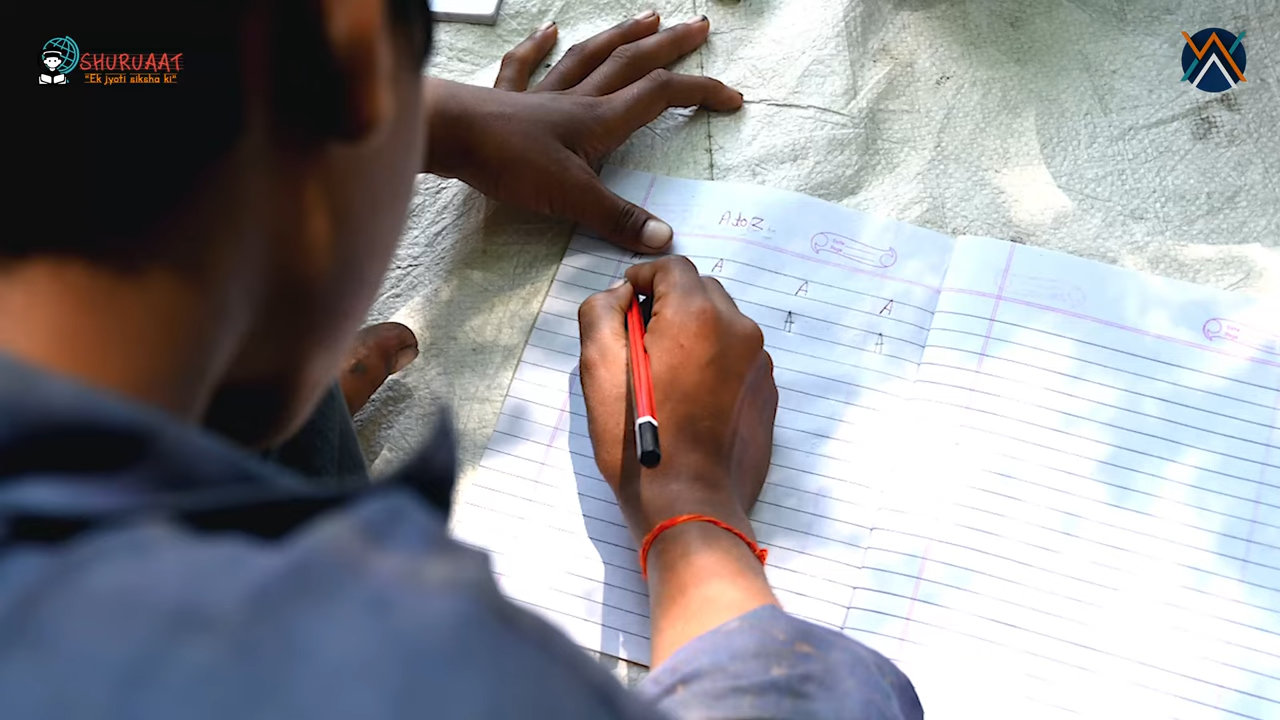 SHURUAAT
"Ek jyoti siksha ki"
A to Z
A A A
A A